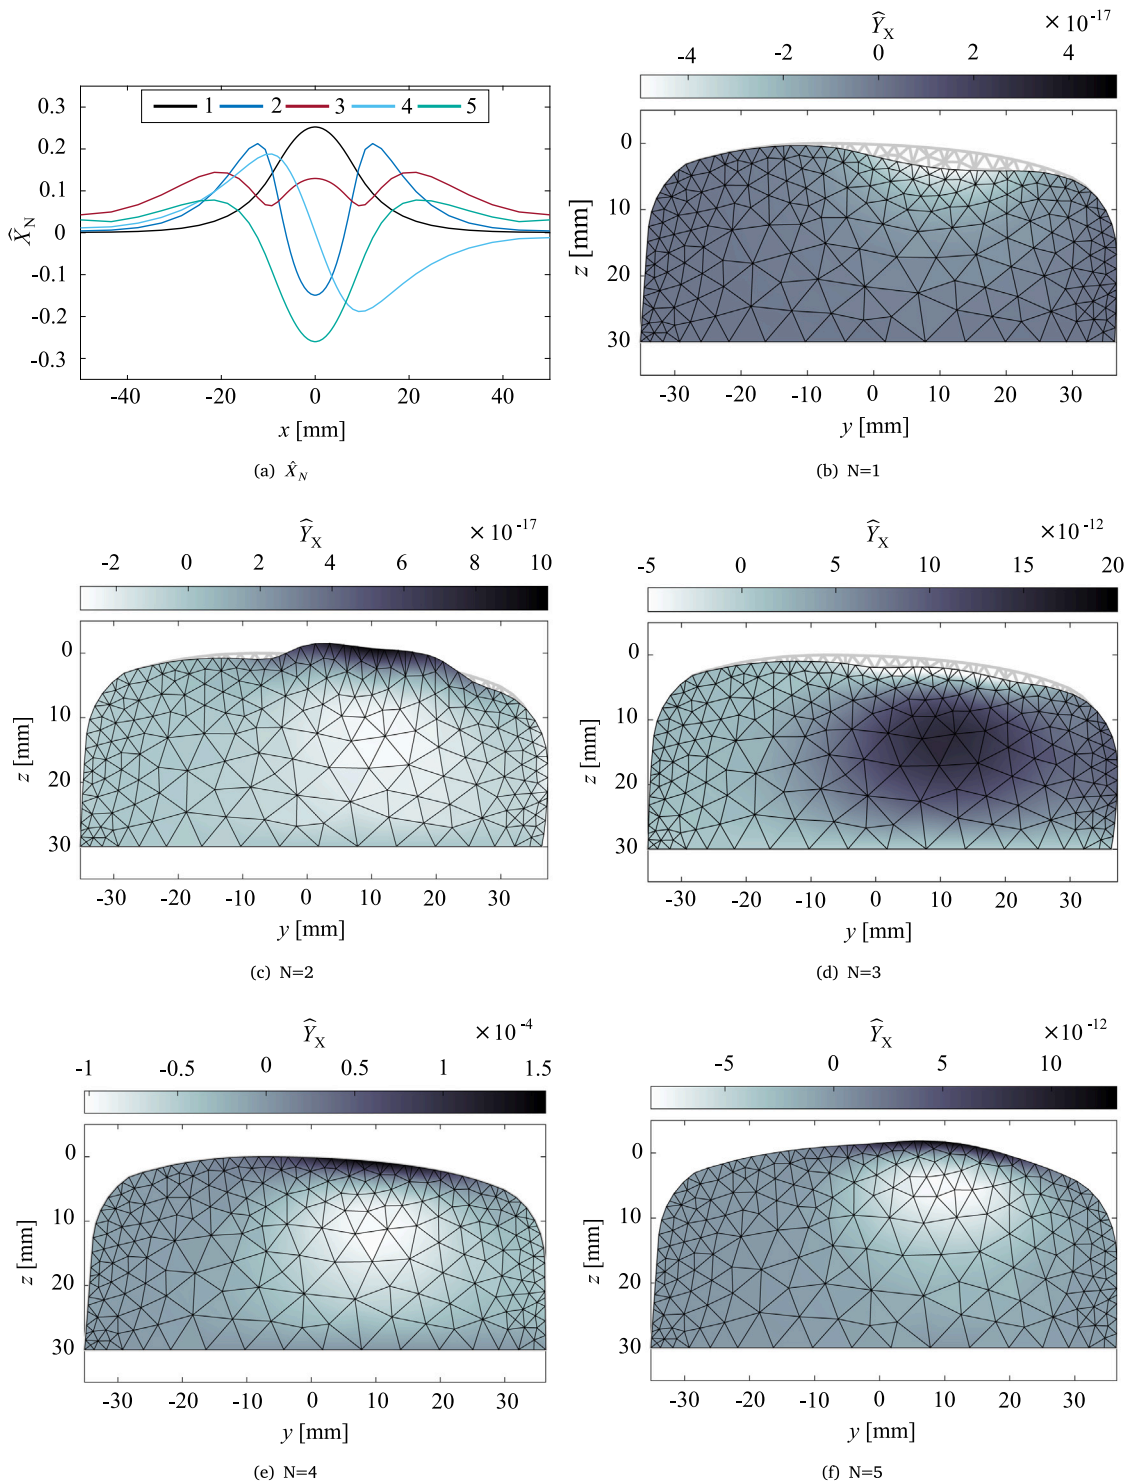 0.3
0.2
0.1
0
-0.1
-0.2
-0.3
X̂_N
1 2 3 4 5
-40 -20 0 20 40
x [mm]
(a) X̂_N
Ŷ_X × 10^-17
-4 -2 0 2 4
0
10
20
30
z [mm]
-30 -20 -10 0 10 20 30
y [mm]
(b) N=1
Ŷ_X × 10^-17
-2 0 2 4 6 8 10
0
10
20
30
z [mm]
-30 -20 -10 0 10 20 30
y [mm]
(c) N=2
Ŷ_X × 10^-12
-5 0 5 10 15 20
0
10
20
30
z [mm]
-30 -20 -10 0 10 20 30
y [mm]
(d) N=3
Ŷ_X × 10^-4
-1 -0.5 0 0.5 1 1.5
0
10
20
30
z [mm]
-30 -20 -10 0 10 20 30
y [mm]
(e) N=4
Ŷ_X × 10^-12
-5 0 5 10
0
10
20
30
z [mm]
-30 -20 -10 0 10 20 30
y [mm]
(f) N=5